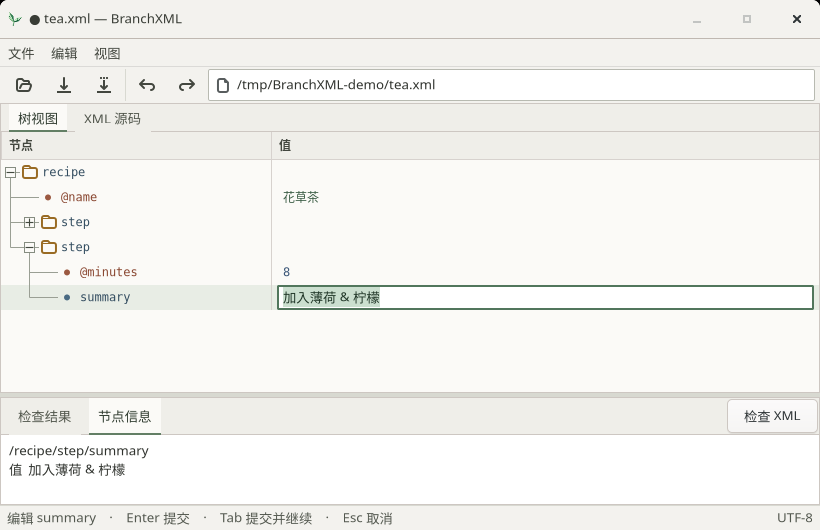 ● tea.xml — BranchXML
文件 编辑 视图
/tmp/BranchXML-demo/tea.xml
树视图 XML 源码
节点 值
recipe
@name 花草茶
step
step
@minutes 8
summary 加入薄荷 & 柠檬
检查结果 节点信息 检查 XML
/recipe/step/summary
值 加入薄荷 & 柠檬
编辑 summary · Enter 提交 · Tab 提交并继续 · Esc 取消 UTF-8